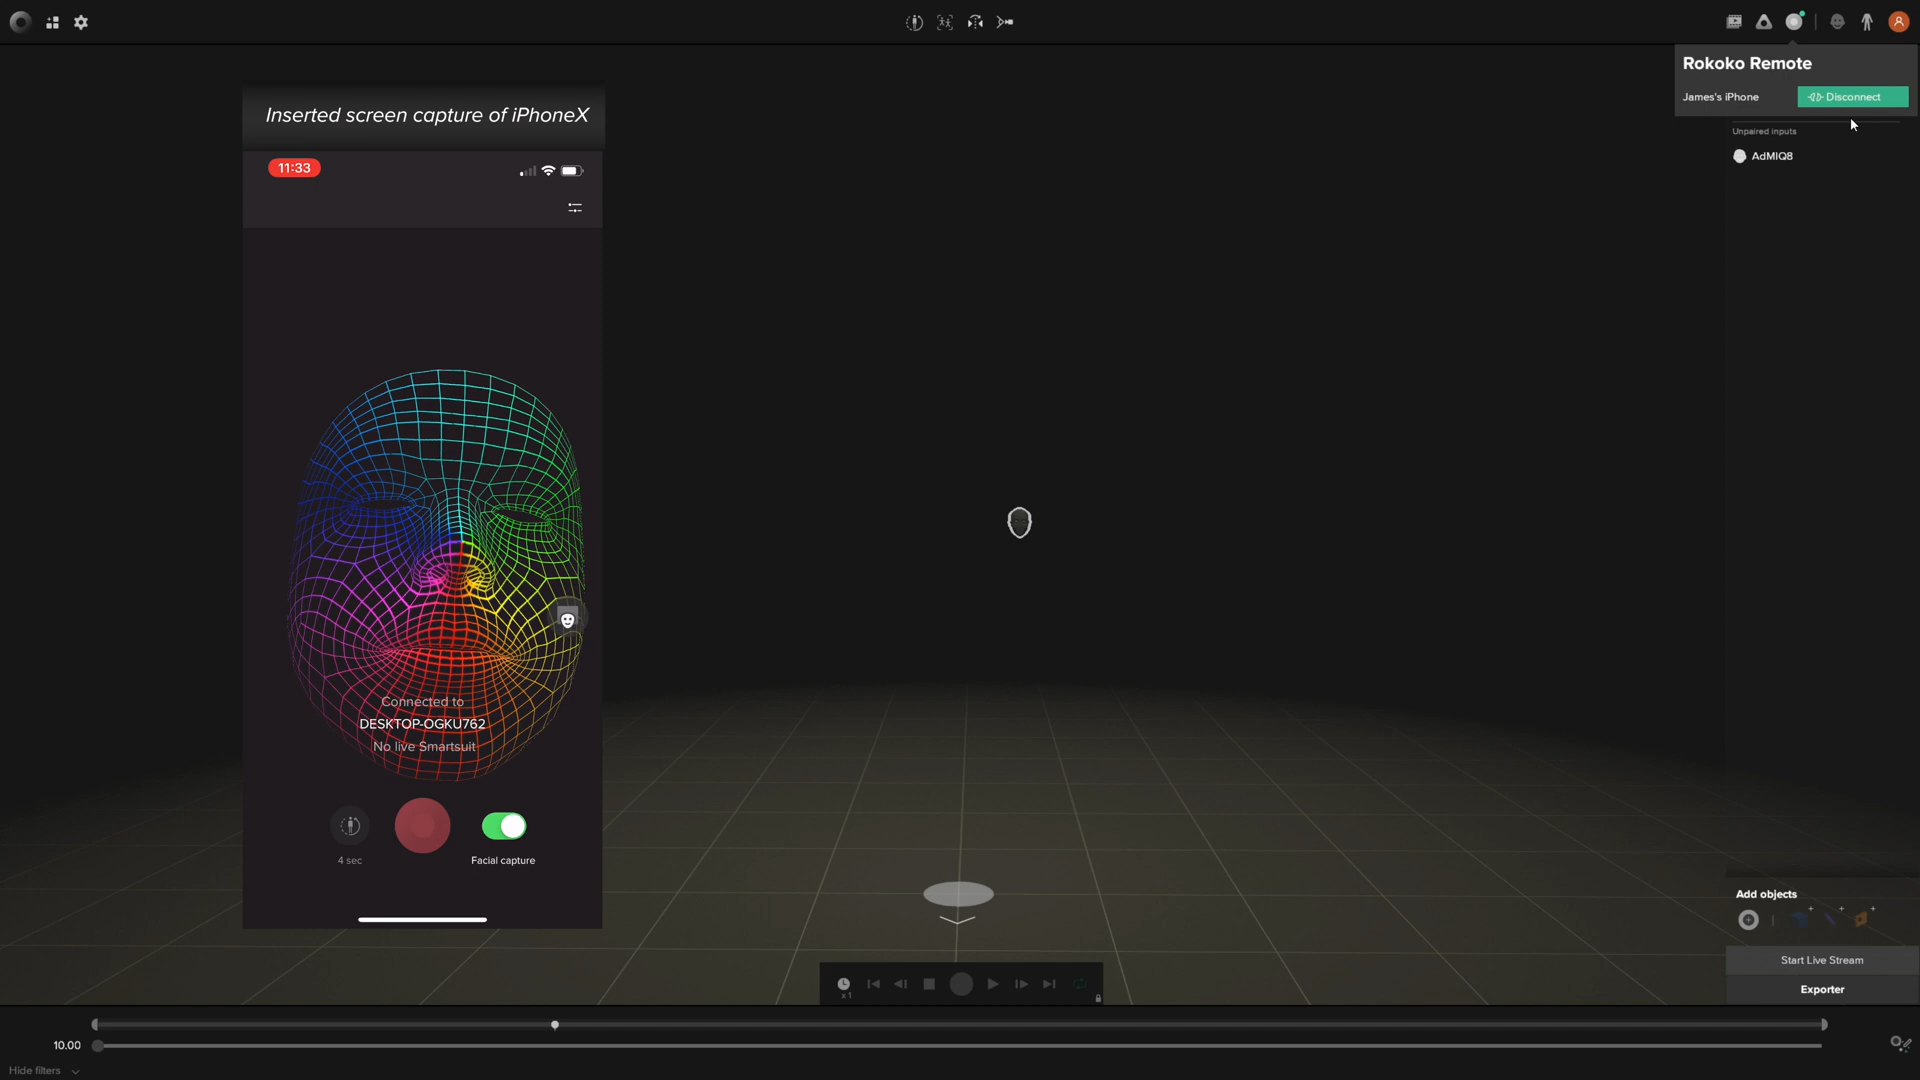 Rokoko Remote
James's iPhone
Disconnect
Unpaired inputs
AdMIQ8
Inserted screen capture of iPhoneX
11:33
Connected to
DESKTOP-OGKU762
No live Smartsuit
4 sec
Facial capture
Add objects
Start Live Stream
Exporter
x1
10.00
Hide filters